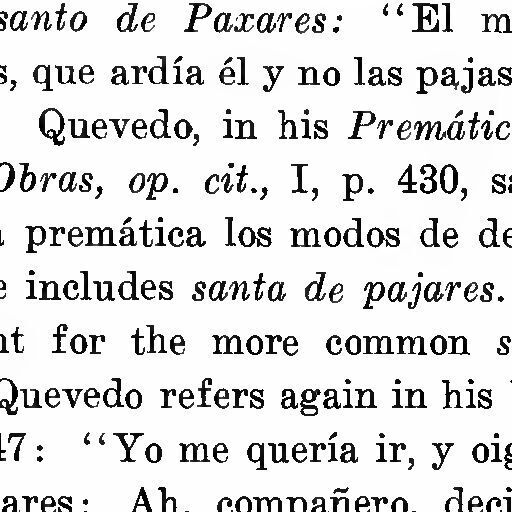 santo de Paxares: "El m
s, que ardía él y no las pajas
Quevedo, in his Premátic
Obras, op. cit., I, p. 430, sa
premática los modos de de
e includes santa de pajares.
nt for the more common s
Quevedo refers again in his
47: "Yo me quería ir, y oig
ares: Ah, compañero, deci